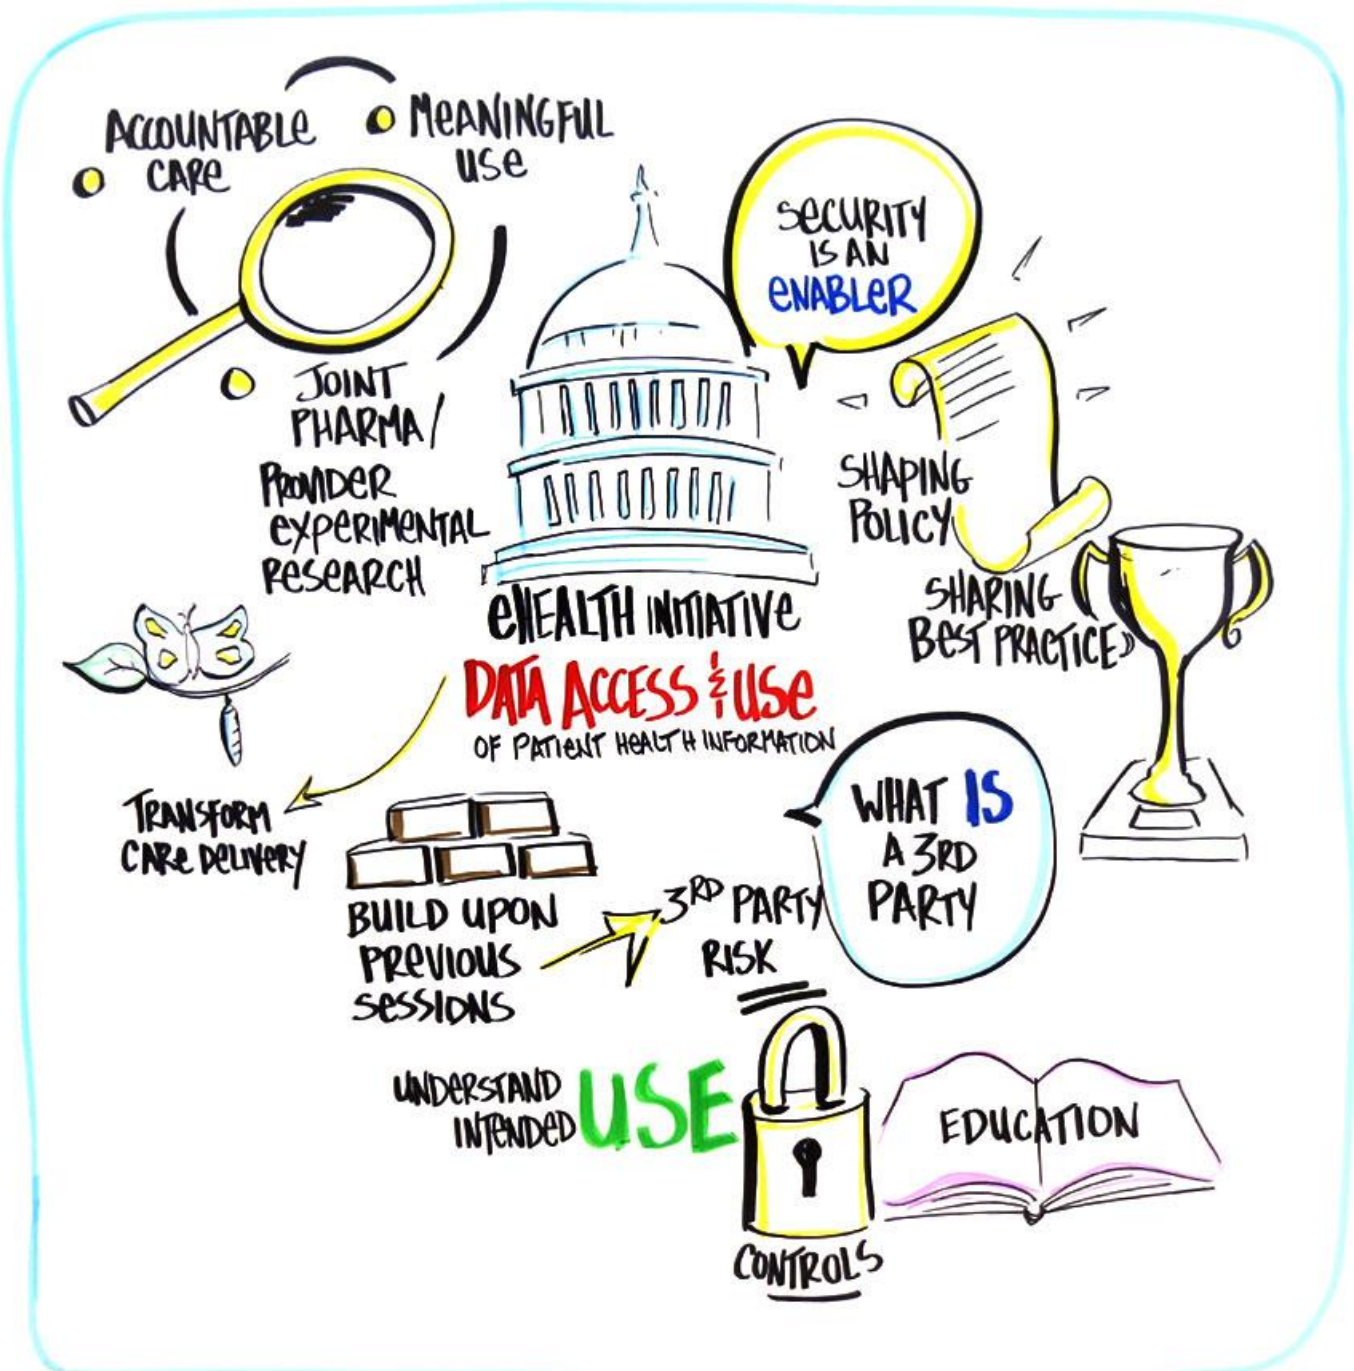 ACCOUNTABLE
CARE
MEANINGFUL
USE
JOINT
PHARMA/
PROVIDER
EXPERIMENTAL
RESEARCH
SECURITY
IS AN
ENABLER
SHAPING
POLICY
SHARING
BEST PRACTICES
eHEALTH INITIATIVE
DATA ACCESS & USE
OF PATIENT HEALTH INFORMATION
TRANSFORM
CARE DELIVERY
BUILD UPON
PREVIOUS
SESSIONS
3RD PARTY
RISK
WHAT IS
A 3RD
PARTY
UNDERSTAND
INTENDED USE
CONTROLS
EDUCATION